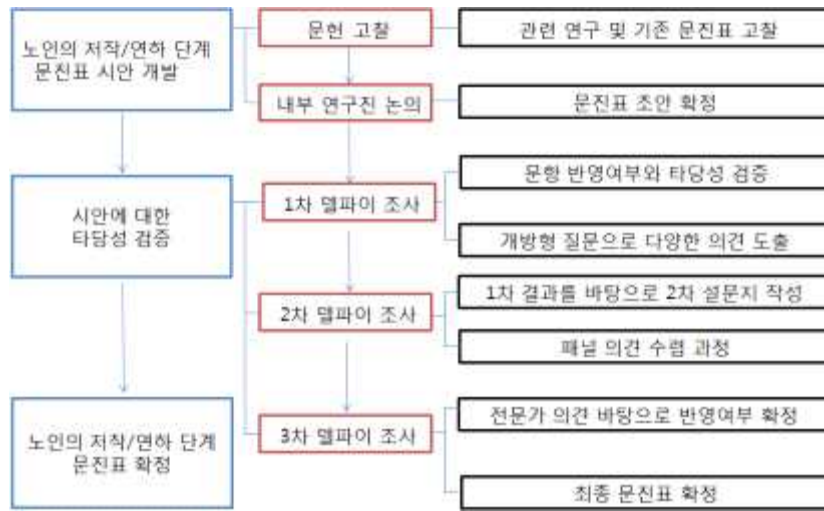 노인의 저작/연하 단계
문진표 시안 개발
문헌 고찰
관련 연구 및 기존 문진표 고찰
내부 연구진 논의
문진표 초안 확정
시안에 대한
타당성 검증
1차 델파이 조사
문항 반영여부와 타당성 검증
개방형 질문으로 다양한 의견 도출
2차 델파이 조사
1차 결과를 바탕으로 2차 설문지 작성
패널 의견 수렴 과정
노인의 저작/연하 단계
문진표 확정
3차 델파이 조사
전문가 의견 바탕으로 반영여부 확정
최종 문진표 확정